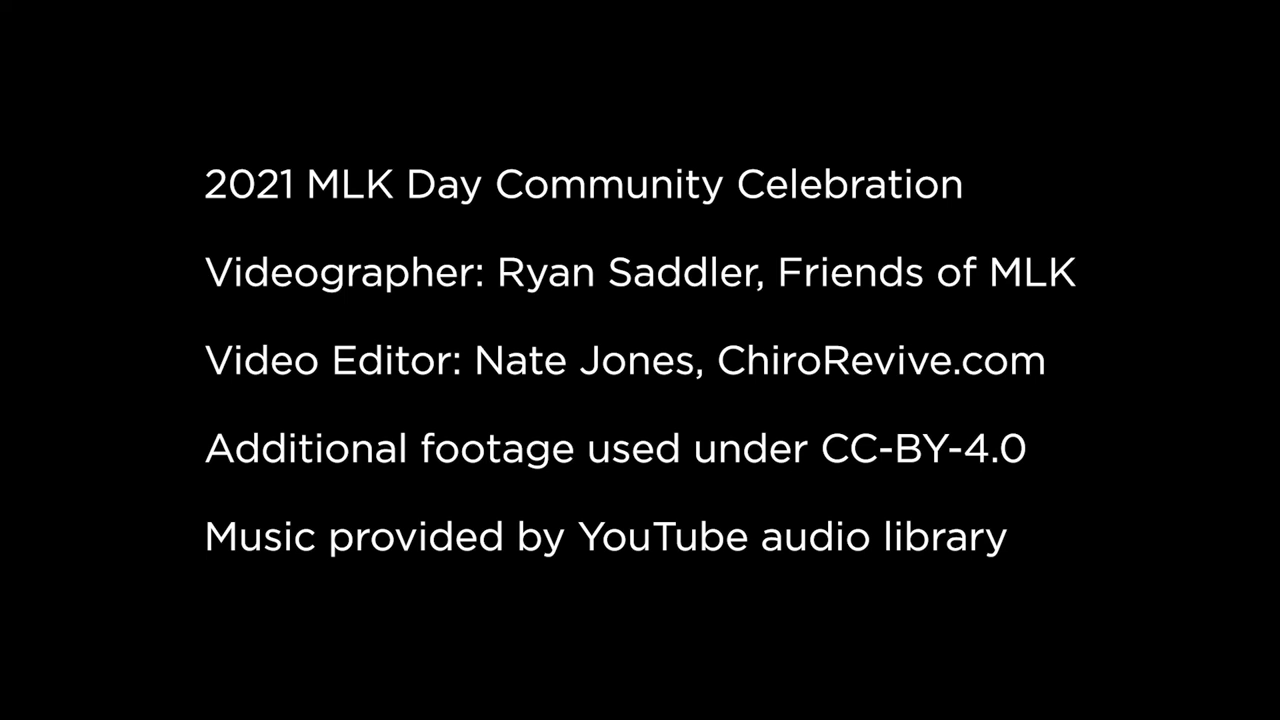 2021 MLK Day Community Celebration
Videographer: Ryan Saddler, Friends of MLK
Video Editor: Nate Jones, ChiroRevive.com
Additional footage used under CC-BY-4.0
Music provided by YouTube audio library